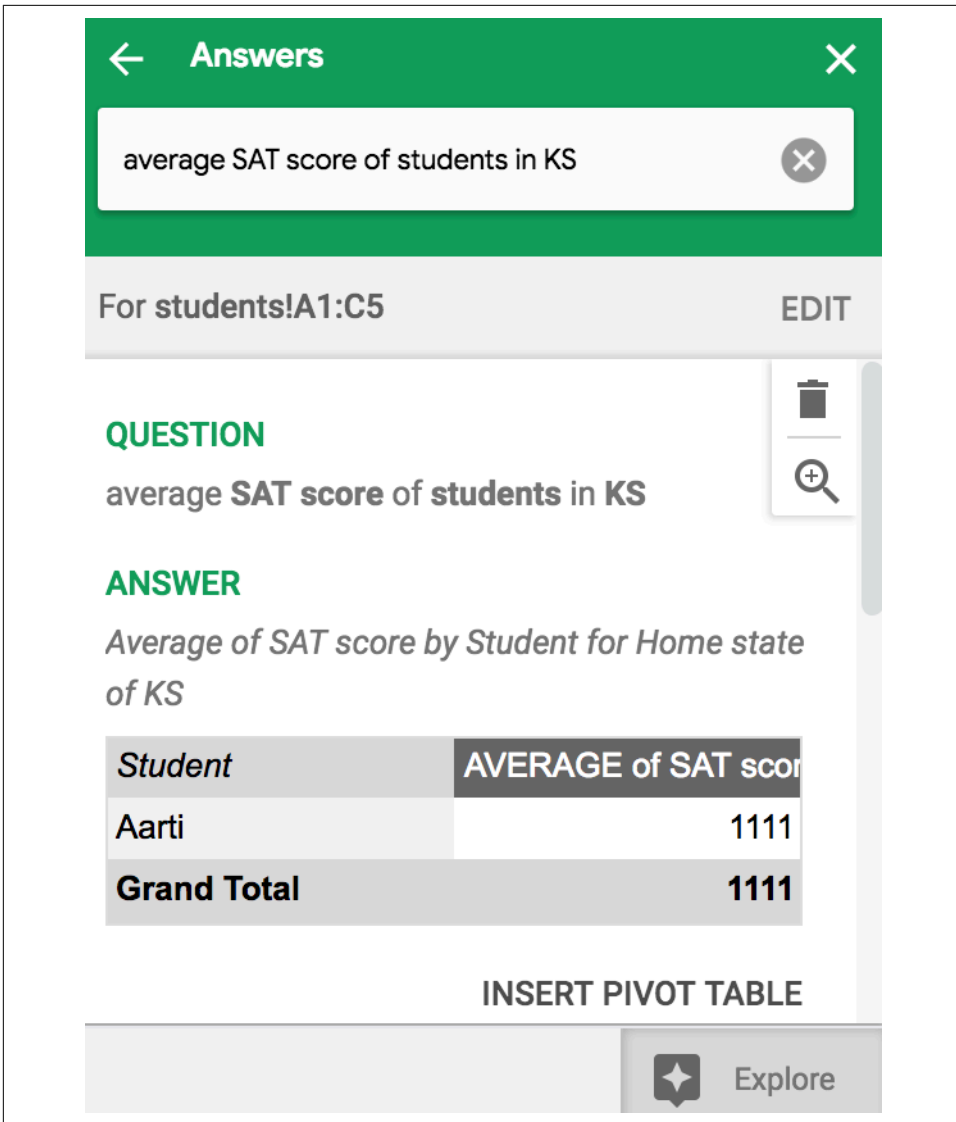 Answers
average SAT score of students in KS
For students!A1:C5
EDIT
QUESTION
average SAT score of students in KS
ANSWER
Average of SAT score by Student for Home state
of KS
Student AVERAGE of SAT scor
Aarti 1111
Grand Total 1111
INSERT PIVOT TABLE
Explore